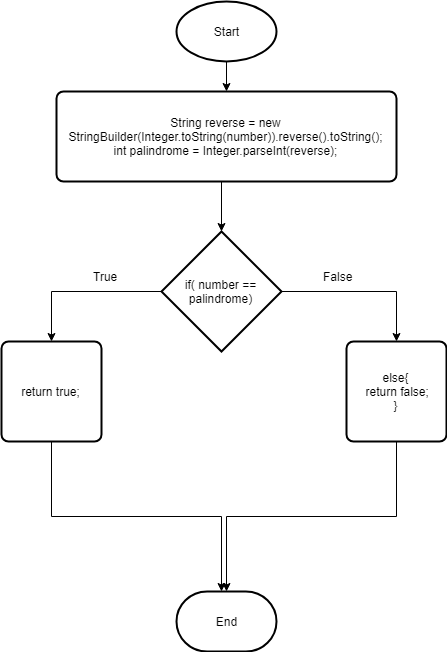 Start
String reverse = new
StringBuilder(Integer.toString(number)).reverse().toString();
int palindrome = Integer.parseInt(reverse);
if( number ==
palindrome)
True
False
return true;
else{
return false;
}
End